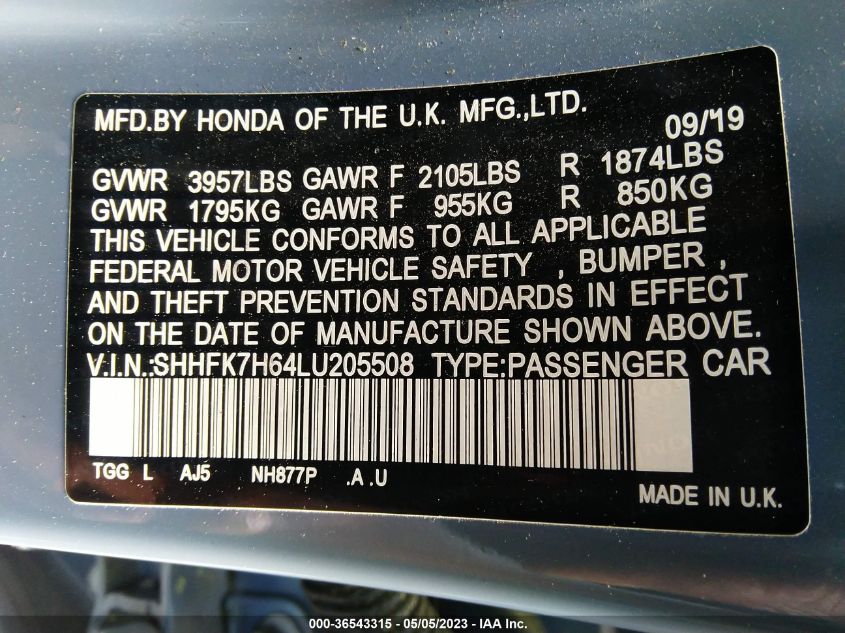 MFD.BY HONDA OF THE U.K. MFG.,LTD.
09/'19
GVWR 3957LBS GAWR F 2105LBS R 1874LBS
GVWR 1795KG GAWR F 955KG R 850KG
THIS VEHICLE CONFORMS TO ALL APPLICABLE
FEDERAL MOTOR VEHICLE SAFETY , BUMPER ,
AND THEFT PREVENTION STANDARDS IN EFFECT
ON THE DATE OF MANUFACTURE SHOWN ABOVE.
V.I.N.:SHHFK7H64LU205508 TYPE:PASSENGER CAR
TGG L AJ5 NH877P .A .U
MADE IN U.K.
000-36543315 - 05/05/2023 - IAA Inc.